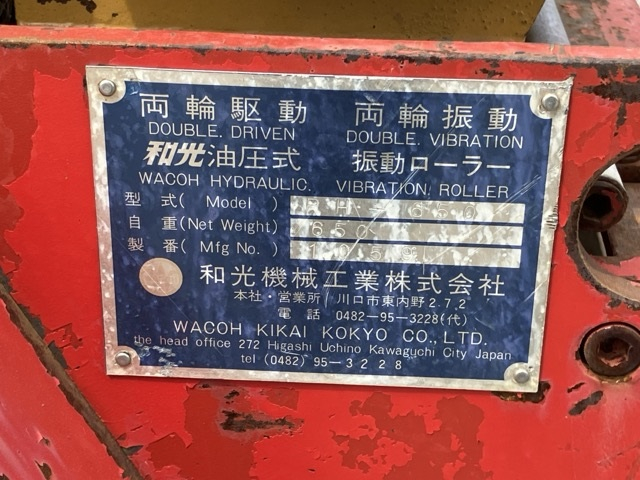 両輪駆動 両輪振動
DOUBLE. DRIVEN DOUBLE. VIBRATION
和光油圧式 振動ローラー
WACOH HYDRAULIC. VIBRATION. ROLLER
型式( Model )
自重(Net Weight) 650
製番( Mfg No. )
和光機械工業株式会社
本社・営業所 川口市東内野272
電話 0482-95-3228(代)
WACOH KIKAI KOKYO CO., LTD.
the head office 272 Higashi Uchino Kawaguchi City Japan
tel (0482) 95-3228